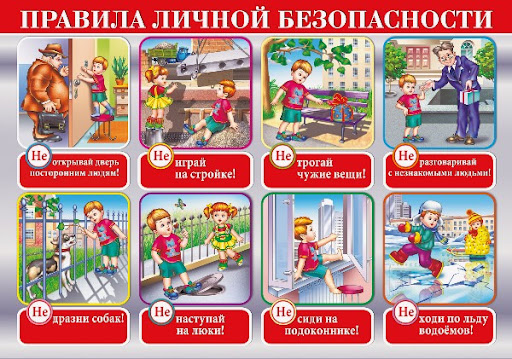 ПРАВИЛА ЛИЧНОЙ БЕЗОПАСНОСТИ
Не открывай дверь
посторонним людям!
Не играй
на стройке!
Не трогай
чужие вещи!
Не разговаривай
с незнакомыми людьми!
Не дразни собак!
Не наступай
на люки!
Не сиди на
подоконнике!
Не ходи по льду
водоёмов!